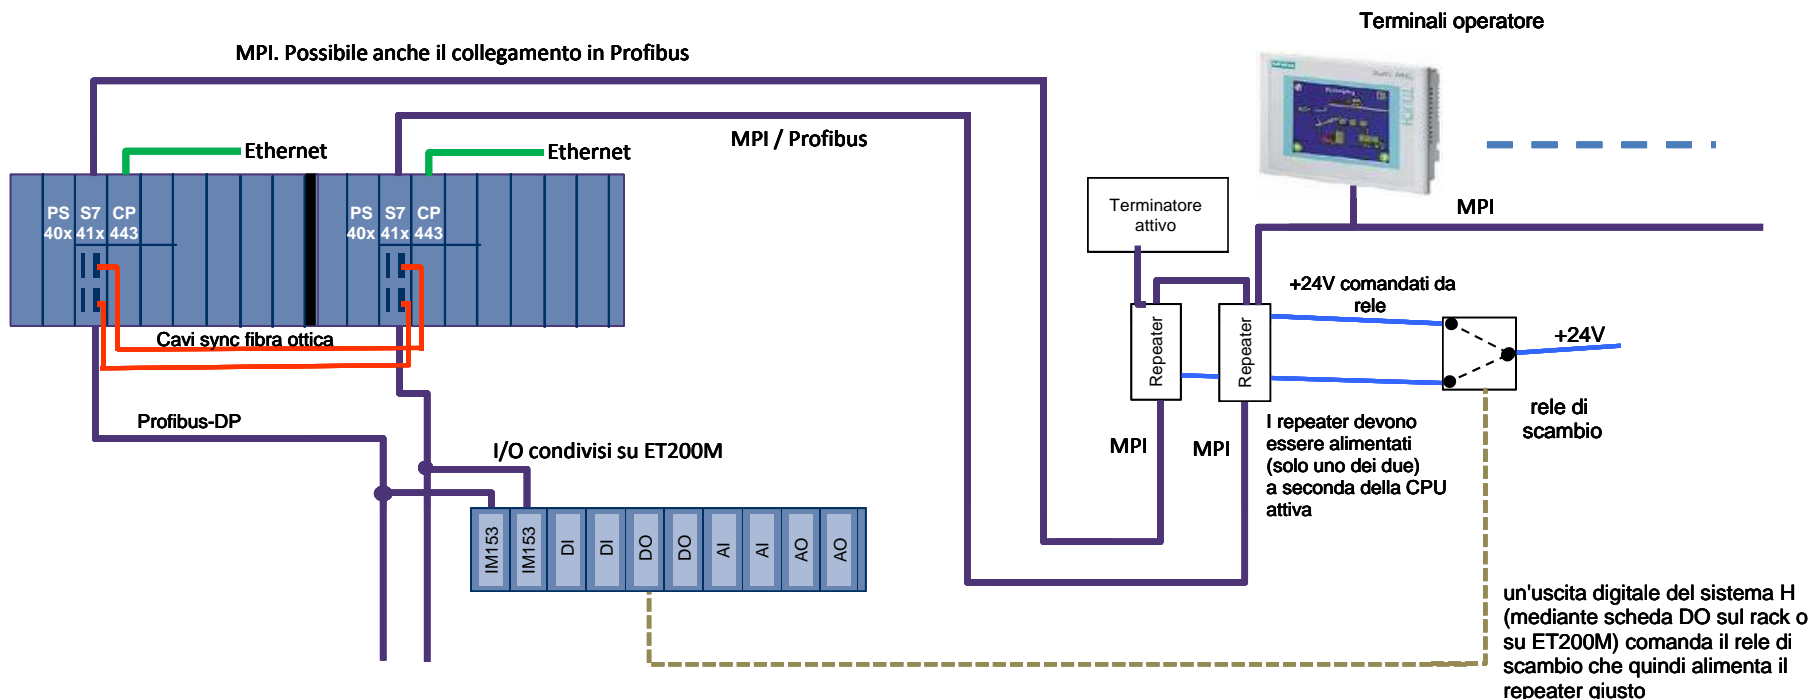 Terminali operatore
MPI. Possibile anche il collegamento in Profibus
SIEMENS
MPI / Profibus
Ethernet
Ethernet
PS S7 CP
40x 41x 443
PS S7 CP
40x 41x 443
Terminatore
attivo
MPI
+24V comandati da
rele
+24V
Repeater
Repeater
Cavi sync fibra ottica
rele di
scambio
Profibus-DP
I/O condivisi su ET200M
MPI
MPI
I repeater devono
essere alimentati
(solo uno dei due)
a seconda della CPU
attiva
IM153
IM153
DI
DI
DO
DO
AI
AI
AO
AO
un'uscita digitale del sistema H
(mediante scheda DO sul rack o
su ET200M) comanda il rele di
scambio che quindi alimenta il
repeater giusto